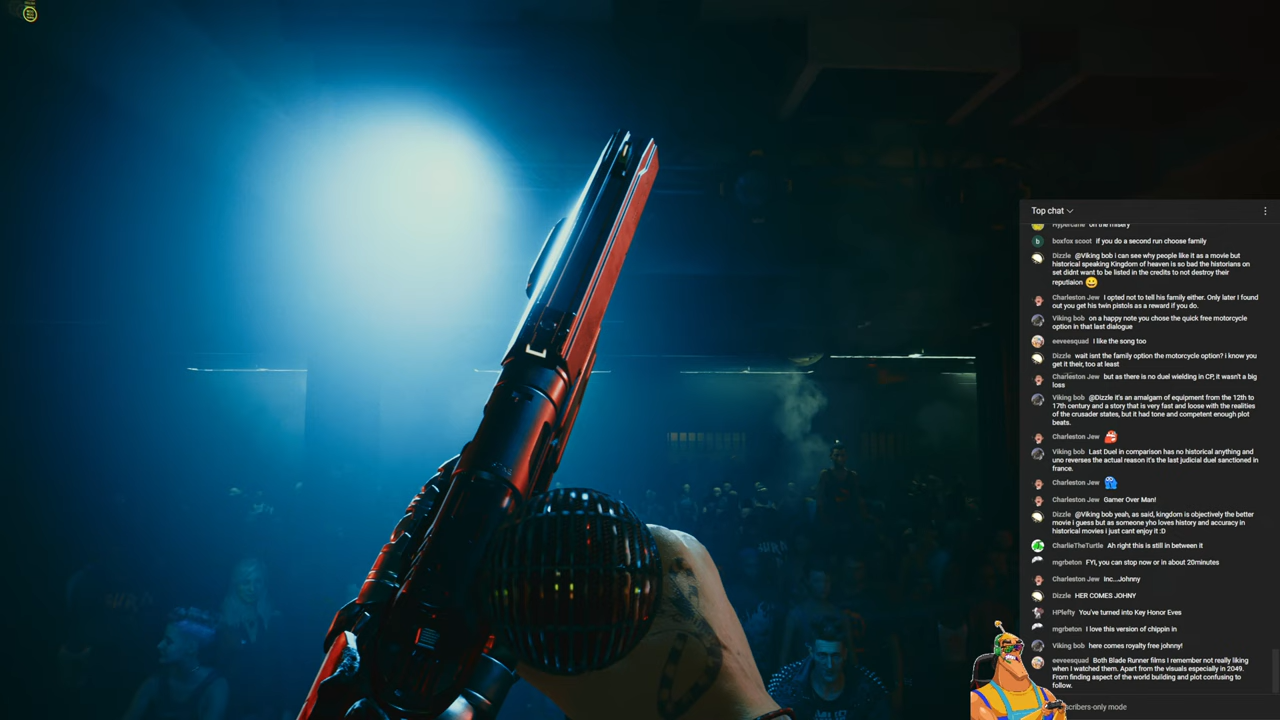 Top chat
Hypercane on the misery
boxfox scoot if you do a second run choose family
Dizzle @Viking bob i can see why people like it as a movie but
historical speaking Kingdom of heaven is so bad the historians on
set didnt want to be listed in the credits to not destroy their
reputiaion 😀
Charleston Jew I opted not to tell his family either. Only later I found
out you get his twin pistols as a reward if you do.
Viking bob on a happy note you chose the quick free motorcycle
option in that last dialogue
eeveesquad I like the song too
Dizzle wait isnt the family option the motorcycle option? i know you
get it their, too at least
Charleston Jew but as there is no duel wielding in CP, it wasn't a big
loss
Viking bob @Dizzle it's an amalgam of equipment from the 12th to
17th century and a story that is very fast and loose with the realities
of the crusader states, but it had tone and competent enough plot
beats.
Charleston Jew
Viking bob Last Duel in comparison has no historical anything and
uno reverses the actual reason it's the last judicial duel sanctioned in
france.
Charleston Jew
Charleston Jew Gamer Over Man!
Dizzle @Viking bob yeah, as said, kingdom is objectively the better
movie i guess but as someone yho loves history and accuracy in
historical movies i just cant enjoy it :D
CharlieTheTurtle Ah right this is still in between it
mgrbeton FYI, you can stop now or in about 20minutes
Charleston Jew Inc...Johnny
Dizzle HER COMES JOHNY
HPlefty You've turned into Key Honor Eves
mgrbeton I love this version of chippin in
Viking bob here comes royalty free johnny!
eeveesquad Both Blade Runner films I remember not really liking
when I watched them. Apart from the visuals especially in 2049.
From finding aspect of the world building and plot confusing to
follow.
scribers-only mode